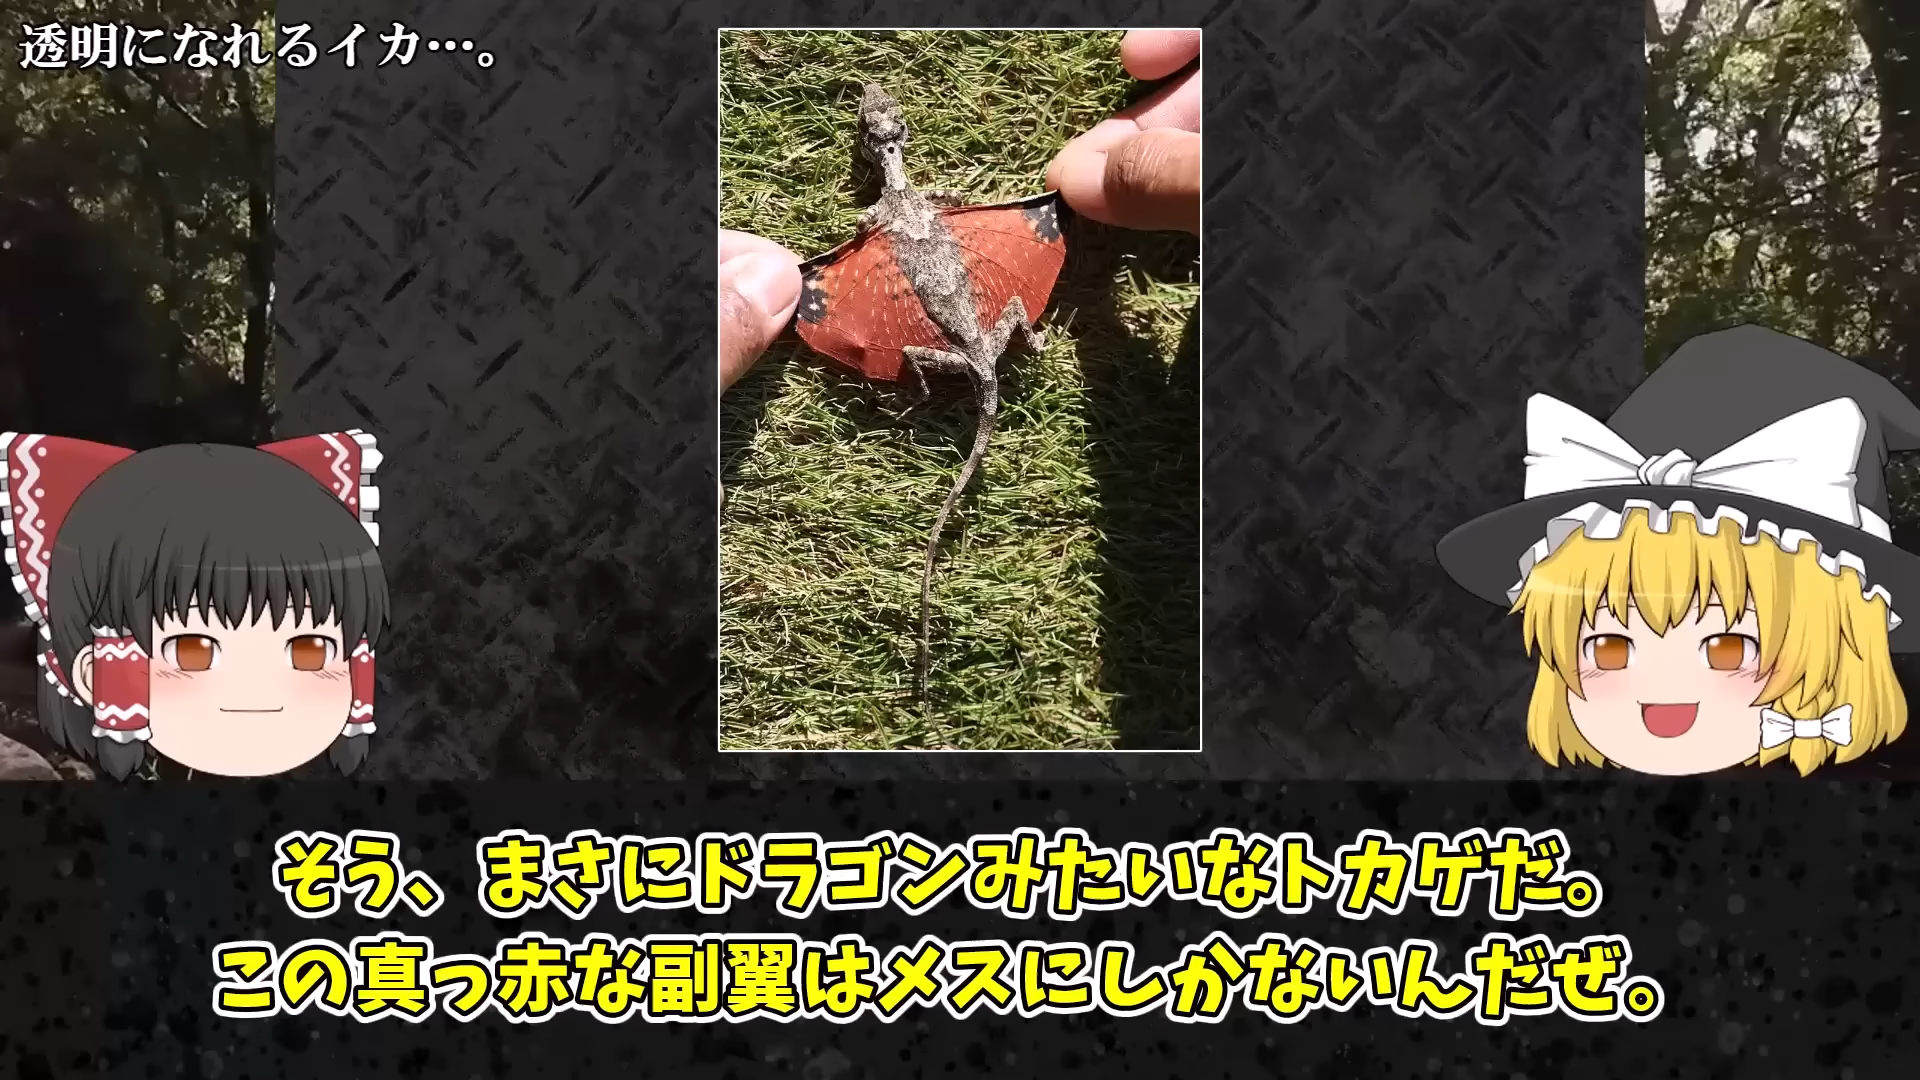 透明になれるイカ…。
そう、まさにドラゴンみたいなトカゲだ。
この真っ赤な副翼はメスにしかないんだぜ。